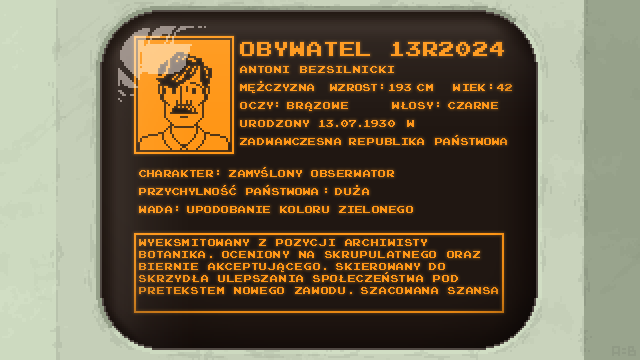 OBYWATEL 13R2024
ANTONI BEZSILNICKI
MĘŻCZYZNA WZROST: 193 CM WIEK: 42
OCZY: BRĄZOWE WŁOSY: CZARNE
URODZONY 13.07.1930 W
ZADWAWCZESNA REPUBLIKA PAŃSTWOWA
CHARAKTER: ZAMYŚLONY OBSERWATOR
PRZYCHYLNOŚĆ PAŃSTWOWA : DUŻA
WADA: UPODOBANIE KOLORU ZIELONEGO
WYEKSMITOWANY Z POZYCJI ARCHIWISTY
BOTANIKA. OCENIONY NA SKRUPULATNEGO ORAZ
BIERNIE AKCEPTUJĄCEGO. SKIEROWANY DO
SKRZYDŁA ULEPSZANIA SPOŁECZEŃSTWA POD
PRETEKSTEM NOWEGO ZAWODU. SZACOWANA SZANSA